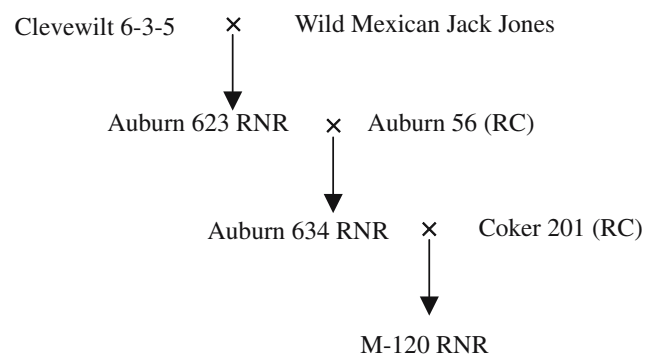 Clevewilt 6-3-5 × Wild Mexican Jack Jones
Auburn 623 RNR × Auburn 56 (RC)
Auburn 634 RNR × Coker 201 (RC)
M-120 RNR